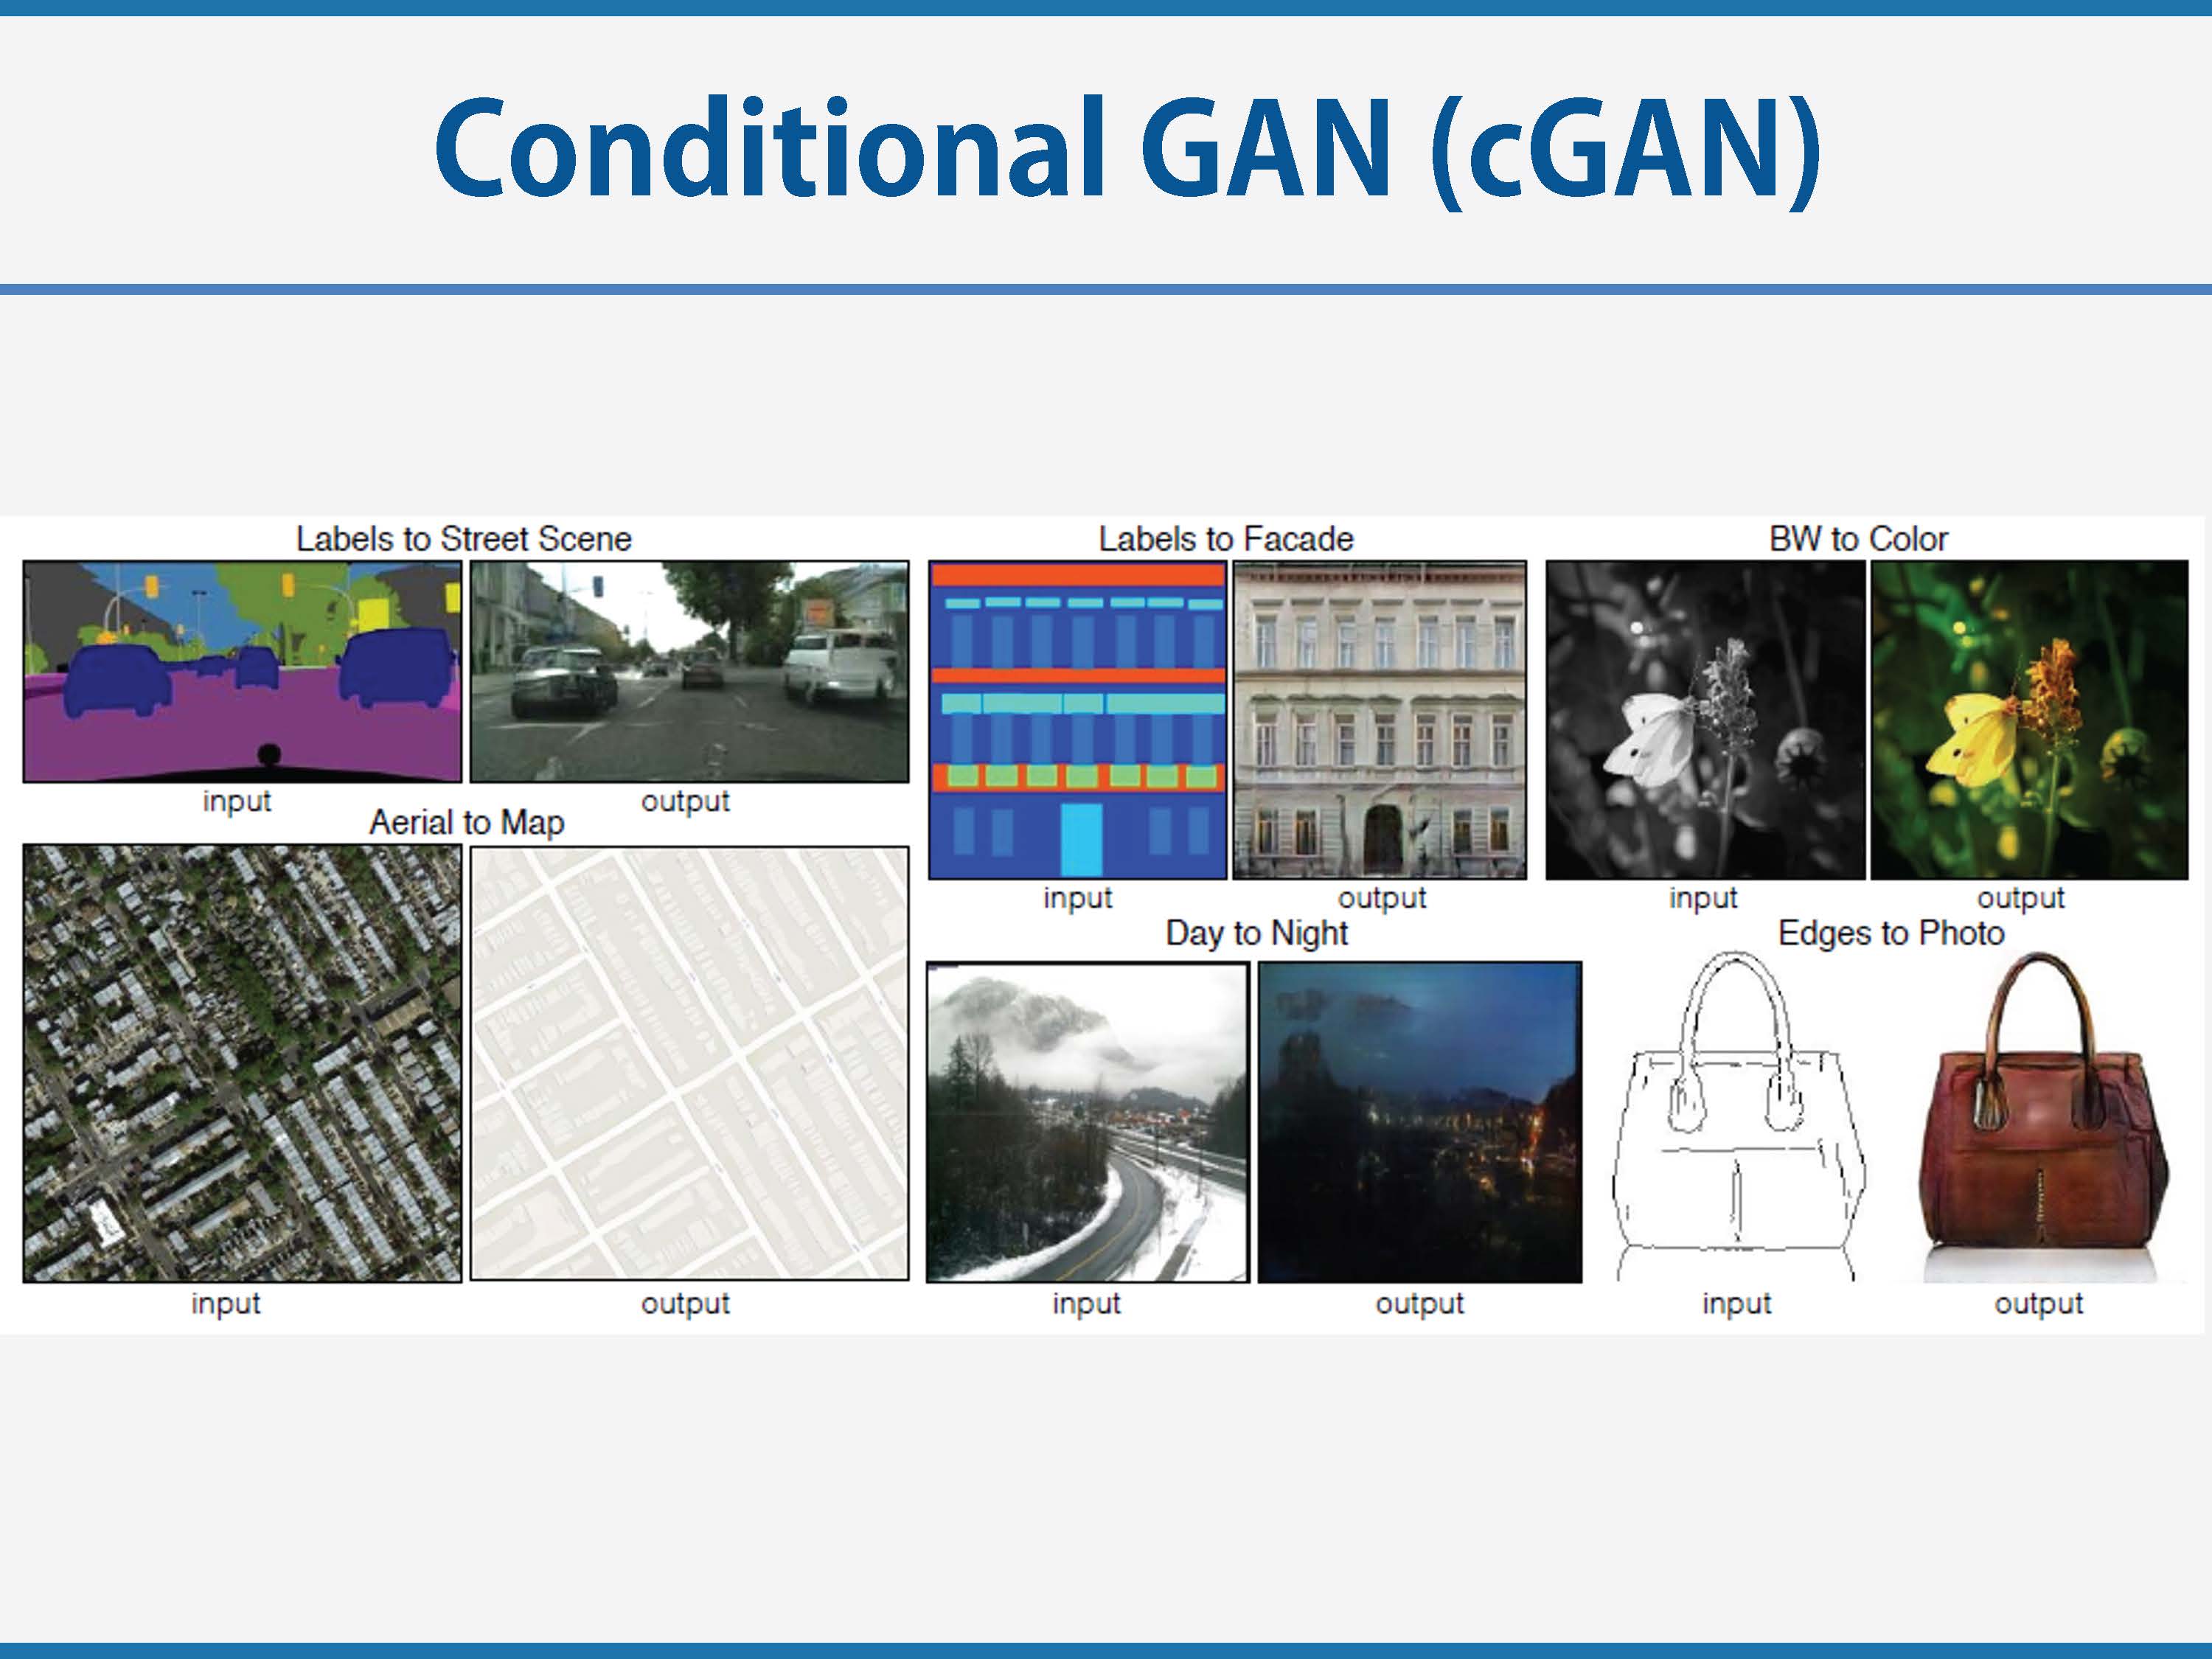 Conditional GAN (cGAN)
Labels to Street Scene
input
output
Aerial to Map
input
output
Labels to Facade
input
output
BW to Color
input
output
Day to Night
input
output
Edges to Photo
input
output